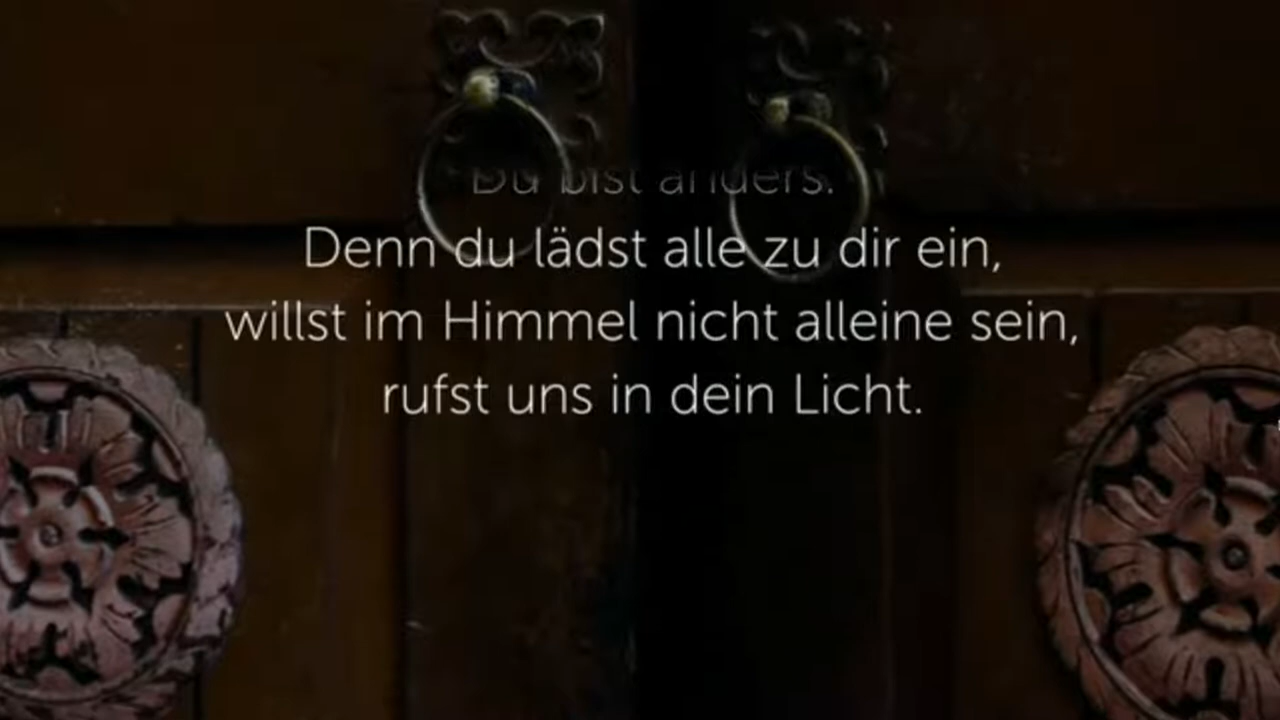 Du bist anders.
Denn du lädst alle zu dir ein,
willst im Himmel nicht alleine sein,
rufst uns in dein Licht.